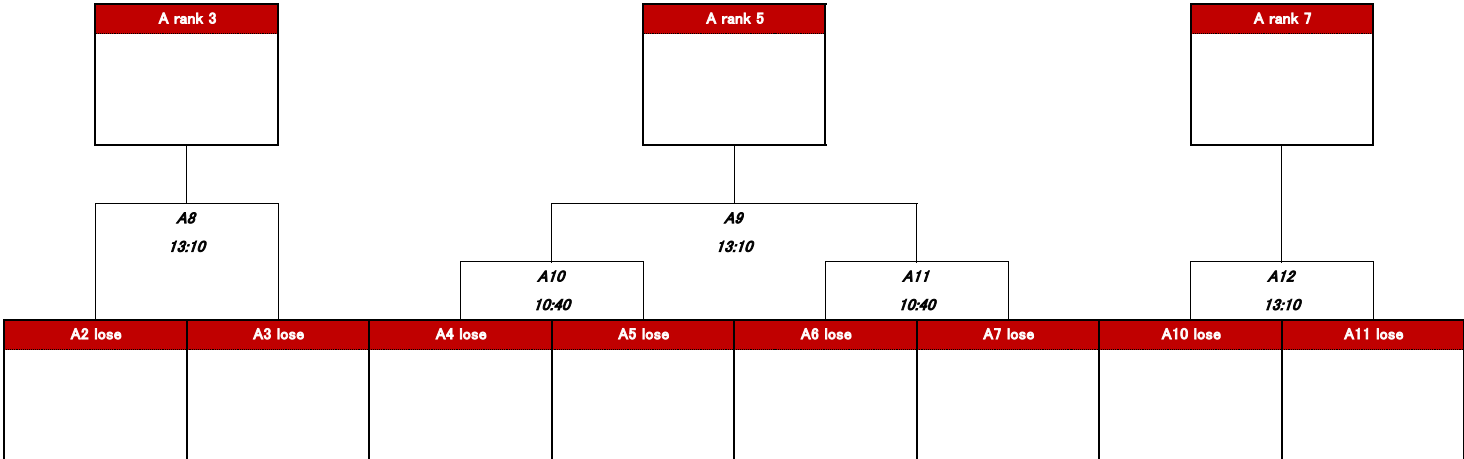 A rank 3
A rank 5
A rank 7
A8
13:10
A9
13:10
A10
10:40
A11
10:40
A12
13:10
A2 lose
A3 lose
A4 lose
A5 lose
A6 lose
A7 lose
A10 lose
A11 lose